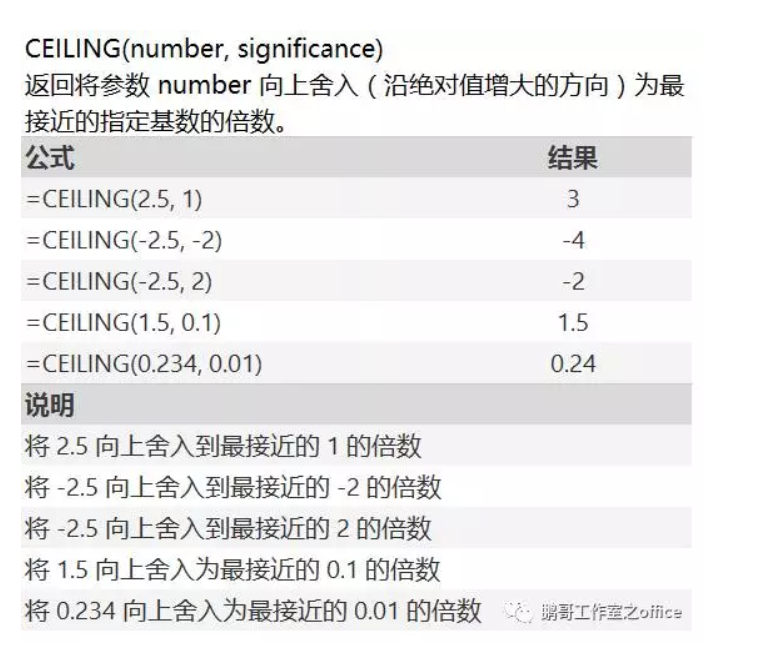 CEILING(number, significance)
返回将参数 number 向上舍入（沿绝对值增大的方向）为最
接近的指定基数的倍数。
公式 结果
=CEILING(2.5, 1) 3
=CEILING(-2.5, -2) -4
=CEILING(-2.5, 2) -2
=CEILING(1.5, 0.1) 1.5
=CEILING(0.234, 0.01) 0.24
说明
将 2.5 向上舍入到最接近的 1 的倍数
将 -2.5 向上舍入到最接近的 -2 的倍数
将 -2.5 向上舍入到最接近的 2 的倍数
将 1.5 向上舍入为最接近的 0.1 的倍数
将 0.234 向上舍入为最接近的 0.01 的倍数 鹏哥工作室之office